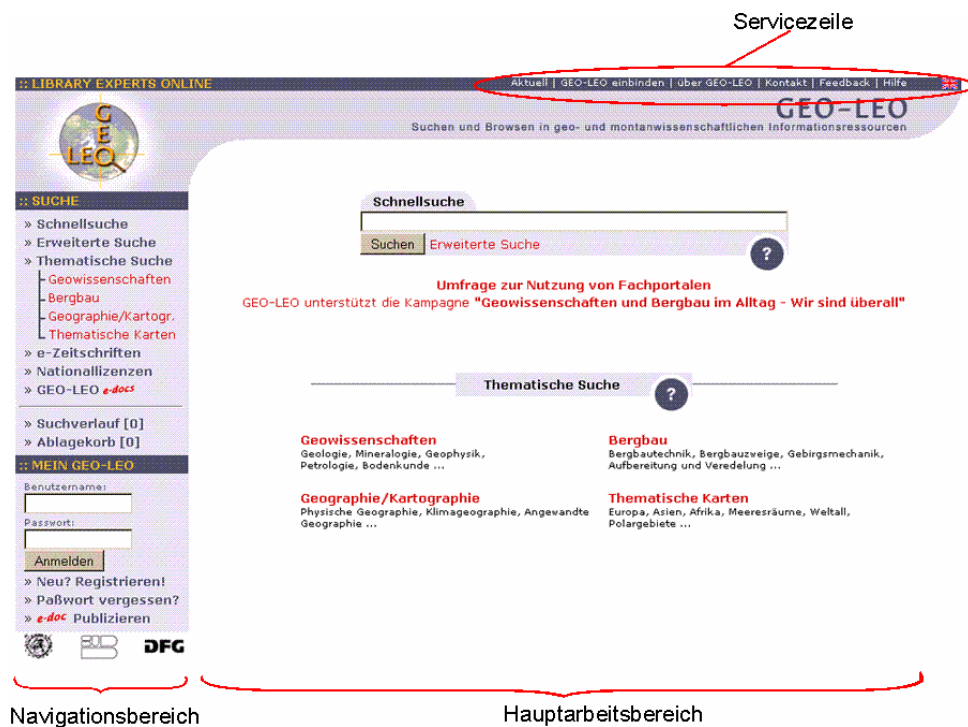 Servicezeile
:: LIBRARY EXPERTS ONLINE
Aktuell | GEO-LEO einbinden | über GEO-LEO | Kontakt | Feedback | Hilfe
GEO
LEO
GEO-LEO
Suchen und Browsen in geo- und montanwissenschaftlichen Informationsressourcen
:: SUCHE
» Schnellsuche
» Erweiterte Suche
» Thematische Suche
Geowissenschaften
Bergbau
Geographie/Kartogr.
Thematische Karten
» e-Zeitschriften
» Nationallizenzen
» GEO-LEO e-docs
» Suchverlauf [0]
» Ablagekorb [0]
:: MEIN GEO-LEO
Benutzername:
Passwort:
Anmelden
» Neu? Registrieren!
» Paßwort vergessen?
» e-doc Publizieren
SUB
DFG
Schnellsuche
Suchen Erweiterte Suche
?
Umfrage zur Nutzung von Fachportalen
GEO-LEO unterstützt die Kampagne "Geowissenschaften und Bergbau im Alltag - Wir sind überall"
Thematische Suche
?
Geowissenschaften
Geologie, Mineralogie, Geophysik,
Petrologie, Bodenkunde ...
Bergbau
Bergbautechnik, Bergbauzweige, Gebirgsmechanik,
Aufbereitung und Veredelung ...
Geographie/Kartographie
Physische Geographie, Klimageographie, Angewandte
Geographie ...
Thematische Karten
Europa, Asien, Afrika, Meeresräume, Weltall,
Polargebiete ...
Navigationsbereich
Hauptarbeitsbereich